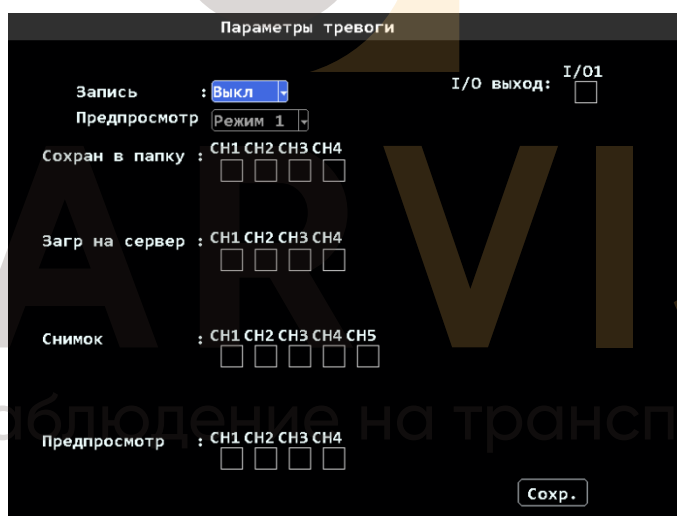 Параметры тревоги
Запись : Выкл
I/O выход: I/O1
Предпросмотр Режим 1
Сохран в папку : CH1 CH2 CH3 CH4
Загр на сервер : CH1 CH2 CH3 CH4
Снимок : CH1 CH2 CH3 CH4 CH5
Предпросмотр : CH1 CH2 CH3 CH4
Сохр.